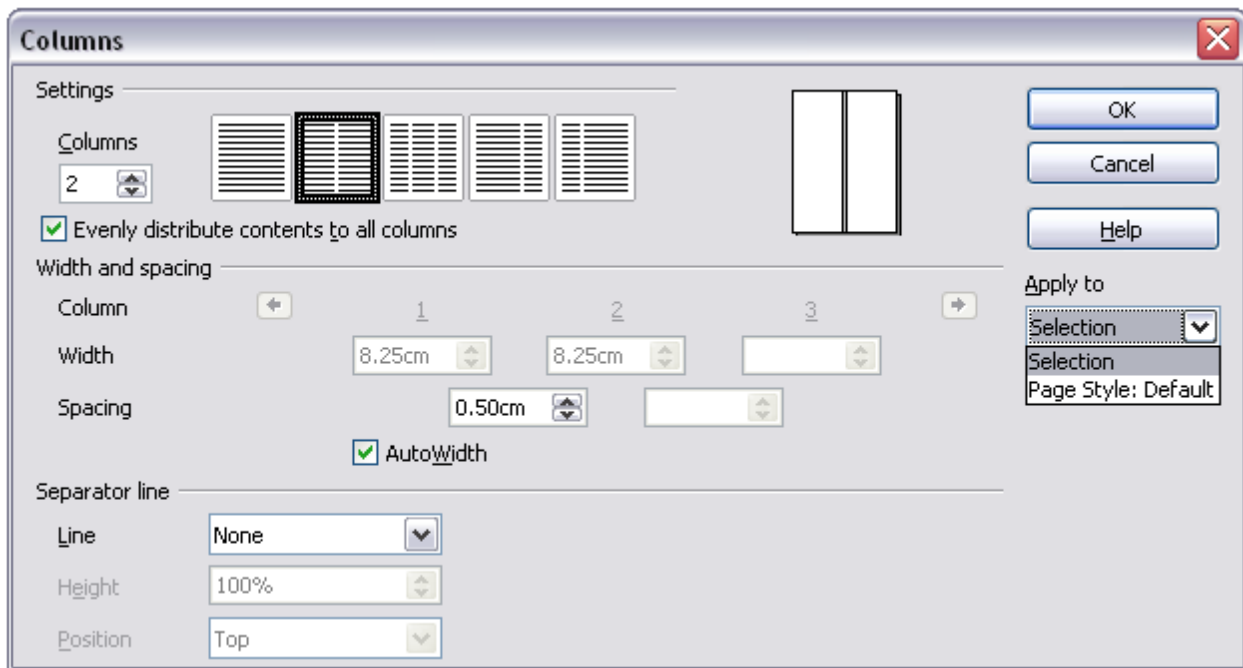 Columns
Settings
Columns
2
Evenly distribute contents to all columns
Width and spacing
Column 1 2 3
Width 8.25cm 8.25cm
Spacing 0.50cm
AutoWidth
Separator line
Line None
Height 100%
Position Top
OK
Cancel
Help
Apply to
Selection
Selection
Page Style: Default